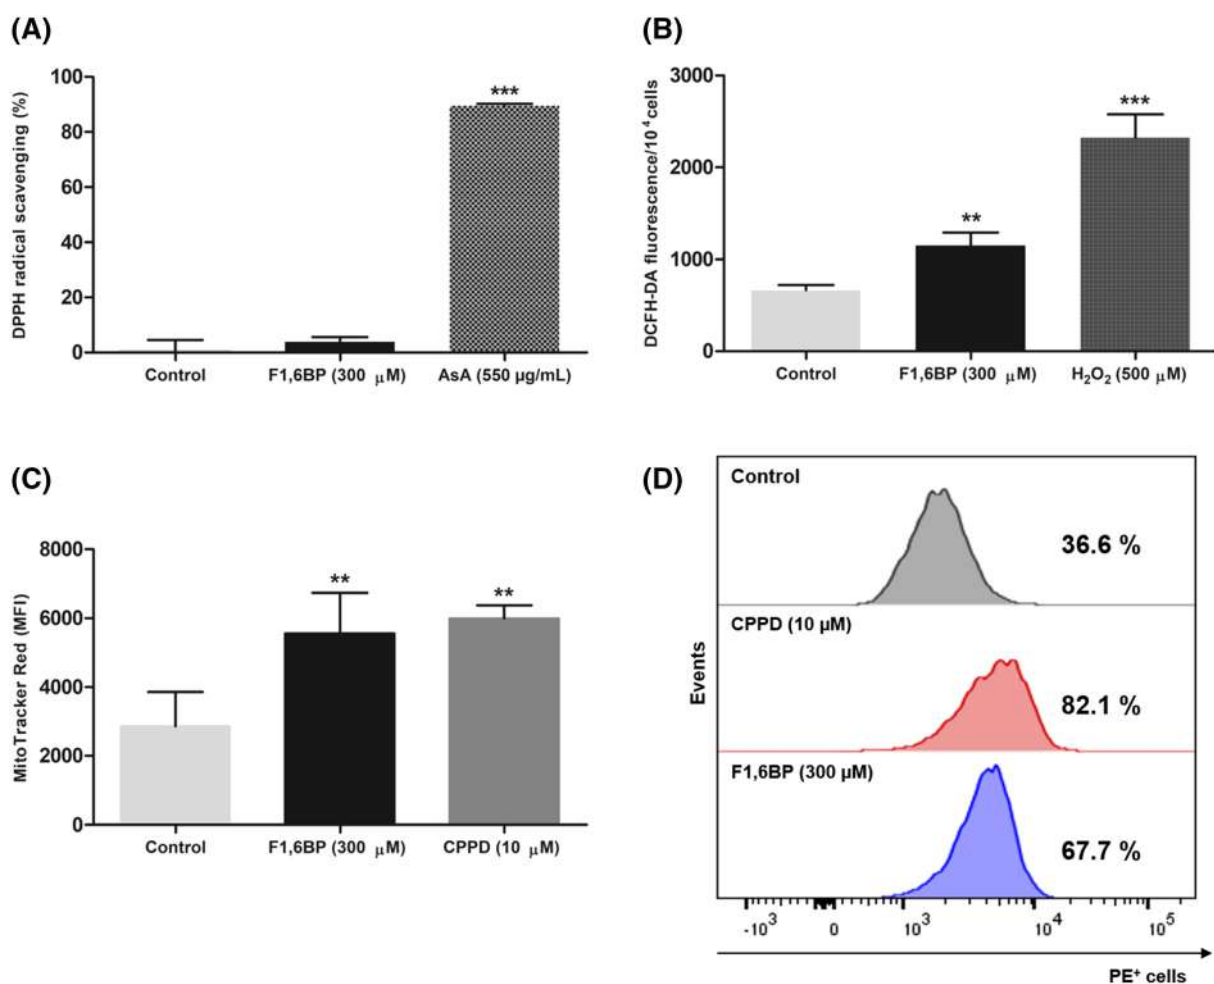 (A)
DPPH radical scavenging (%)
100
80
60
40
20
0
***
Control
F1,6BP (300 μM)
AsA (550 μg/mL)
(B)
DCFH-DA fluorescence/10⁴ cells
3000
2000
1000
0
**
***
Control
F1,6BP (300 μM)
H₂O₂ (500 μM)
(C)
MitoTracker Red (MFI)
8000
6000
4000
2000
0
**
**
Control
F1,6BP (300 μM)
CPPD (10 μM)
(D)
Events
Control
36.6 %
CPPD (10 μM)
82.1 %
F1,6BP (300 μM)
67.7 %
-10³ 0 10³ 10⁴ 10⁵
PE⁺ cells